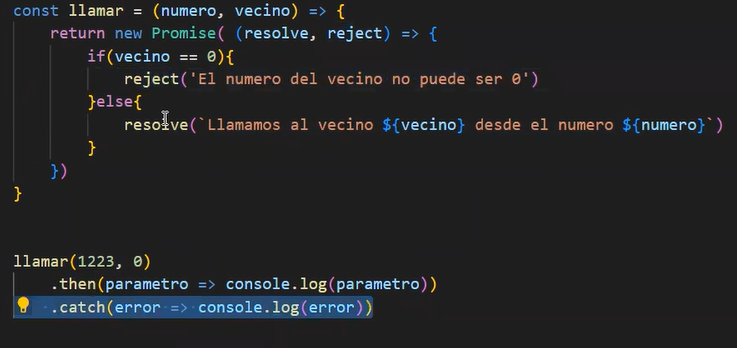 const llamar = (numero, vecino) => {
return new Promise( (resolve, reject) => {
if(vecino == 0){
reject('El numero del vecino no puede ser 0')
}else{
resolve(`Llamamos al vecino ${vecino} desde el numero ${numero}`)
}
})
}
llamar(1223, 0)
.then(parametro => console.log(parametro))
.catch(error => console.log(error))